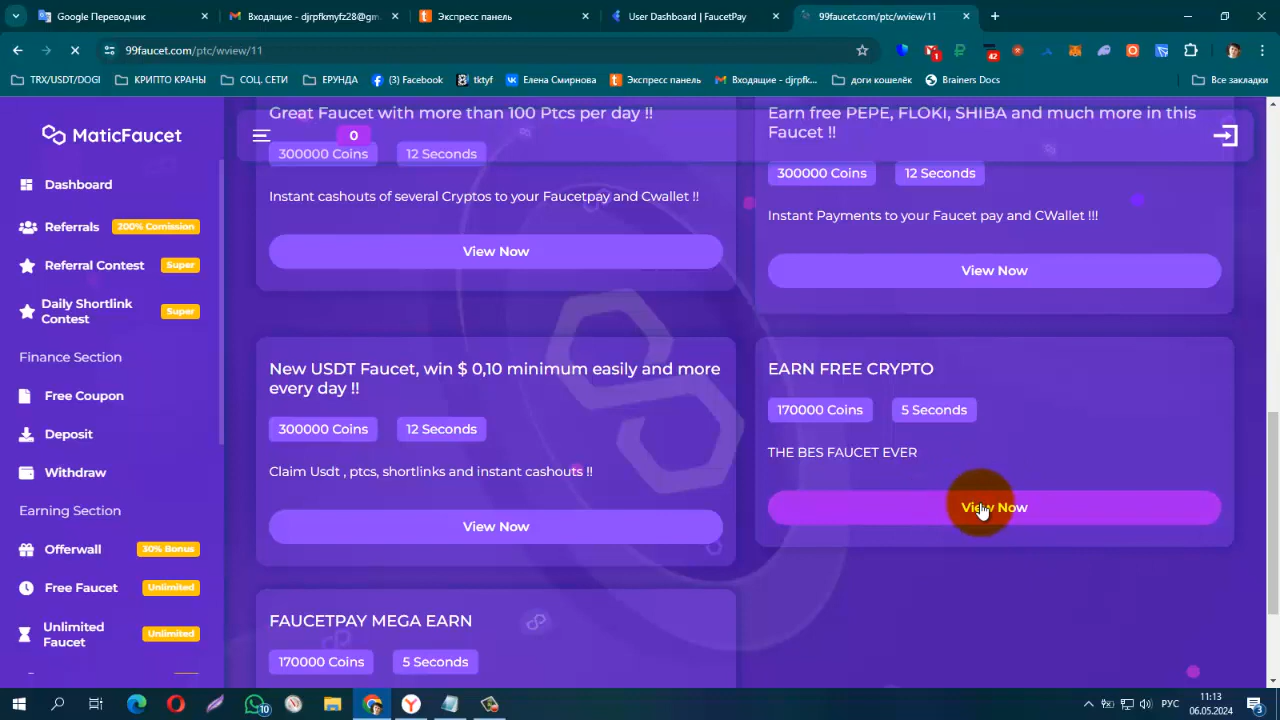 Google Переводчик
Входящие - djrpfkmyfz28@gm
Экспресс панель
User Dashboard | FaucetPay
99faucet.com/ptc/wview/11
99faucet.com/ptc/wview/11
1
42
TRX/USDT/DOGI
КРИПТО КРАНЫ
СОЦ. СЕТИ
ЕРУНДА
(3) Facebook
tktyf
Елена Смирнова
Экспресс панель
Входящие - djrpfk...
доги кошелёк
Brainers Docs
Все закладки
MaticFaucet
0
Dashboard
Referrals
200% Comission
Referral Contest
Super
Daily Shortlink
Contest
Super
Finance Section
Free Coupon
Deposit
Withdraw
Earning Section
Offerwall
30% Bonus
Free Faucet
Unlimited
Unlimited
Faucet
Unlimited
Great Faucet with more than 100 Ptcs per day !!
300000 Coins
12 Seconds
Instant cashouts of several Cryptos to your Faucetpay and Cwallet !!
View Now
Earn free PEPE, FLOKI, SHIBA and much more in this
Faucet !!
300000 Coins
12 Seconds
Instant Payments to your Faucet pay and CWallet !!!
View Now
New USDT Faucet, win $ 0,10 minimum easily and more
every day !!
300000 Coins
12 Seconds
Claim Usdt , ptcs, shortlinks and instant cashouts !!
View Now
EARN FREE CRYPTO
170000 Coins
5 Seconds
THE BES FAUCET EVER
View Now
FAUCETPAY MEGA EARN
170000 Coins
5 Seconds
10
РУС
11:13
06.05.2024
3